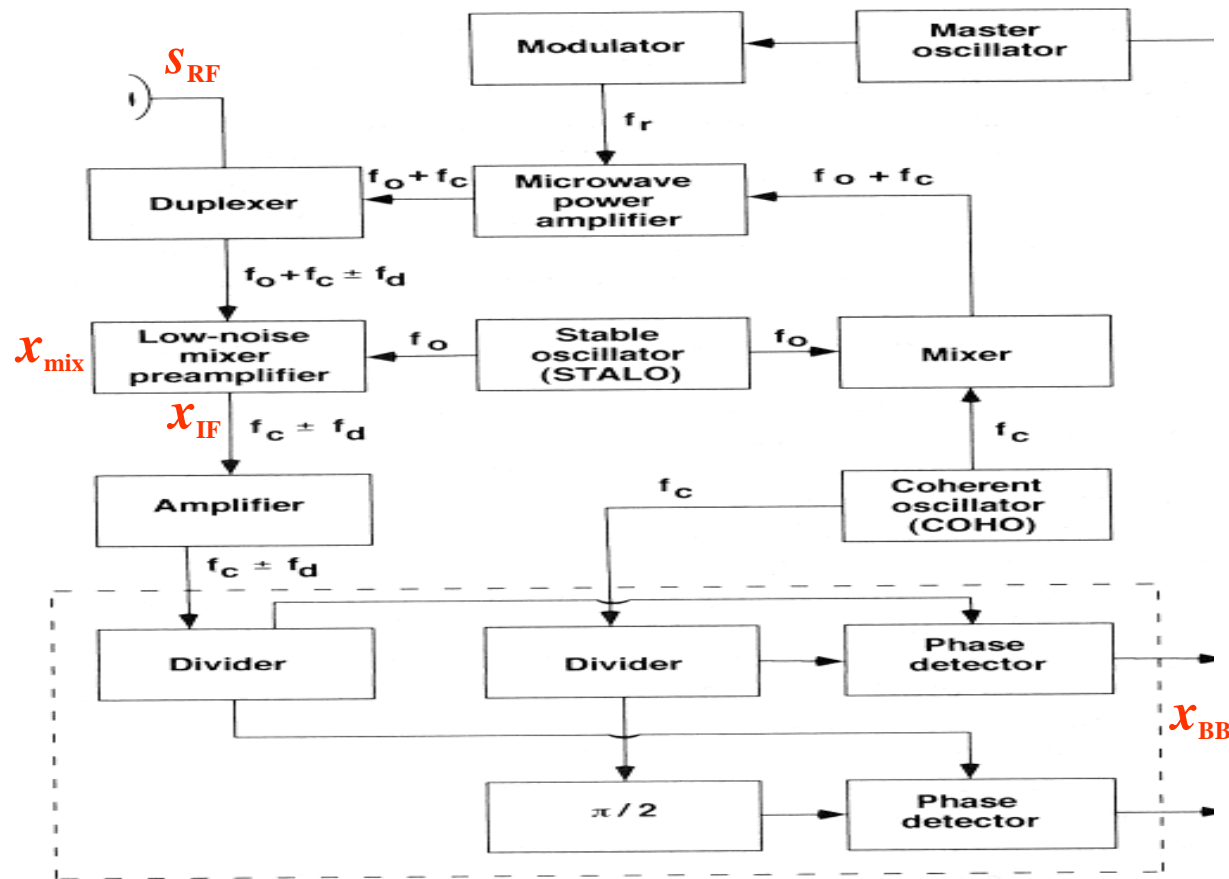 Modulator
Master
oscillator
s_RF
f_r
f_o + f_c
Microwave
power
amplifier
f_o + f_c
Duplexer
f_o + f_c ± f_d
x_mix
Low-noise
mixer
preamplifier
f_o
Stable
oscillator
(STALO)
f_o
Mixer
x_IF
f_c ± f_d
f_c
Amplifier
f_c
Coherent
oscillator
(COHO)
f_c ± f_d
Divider
Divider
Phase
detector
x_BB
π / 2
Phase
detector